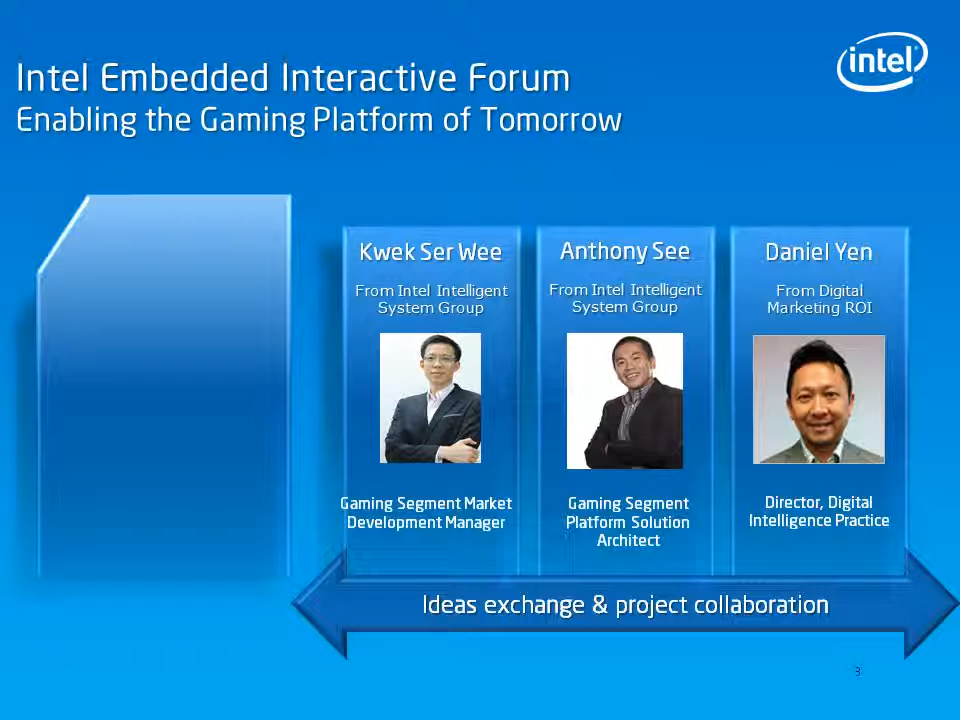 Intel Embedded Interactive Forum
Enabling the Gaming Platform of Tomorrow
intel
Kwek Ser Wee
From Intel Intelligent
System Group
Gaming Segment Market
Development Manager
Anthony See
From Intel Intelligent
System Group
Gaming Segment
Platform Solution
Architect
Daniel Yen
From Digital
Marketing ROI
Director, Digital
Intelligence Practice
Ideas exchange & project collaboration
3